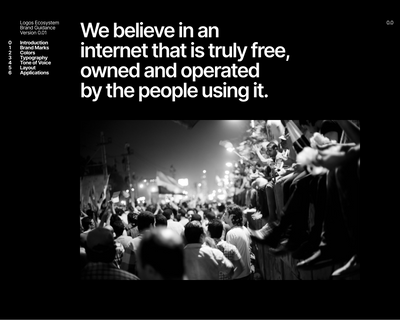 Logos Ecosystem
Brand Guidance
Version 0.01
0 Introduction
1 Brand Marks
2 Colors
3 Typography
4 Tone of Voice
5 Layout
6 Applications
We believe in an
internet that is truly free,
owned and operated
by the people using it.
0.0